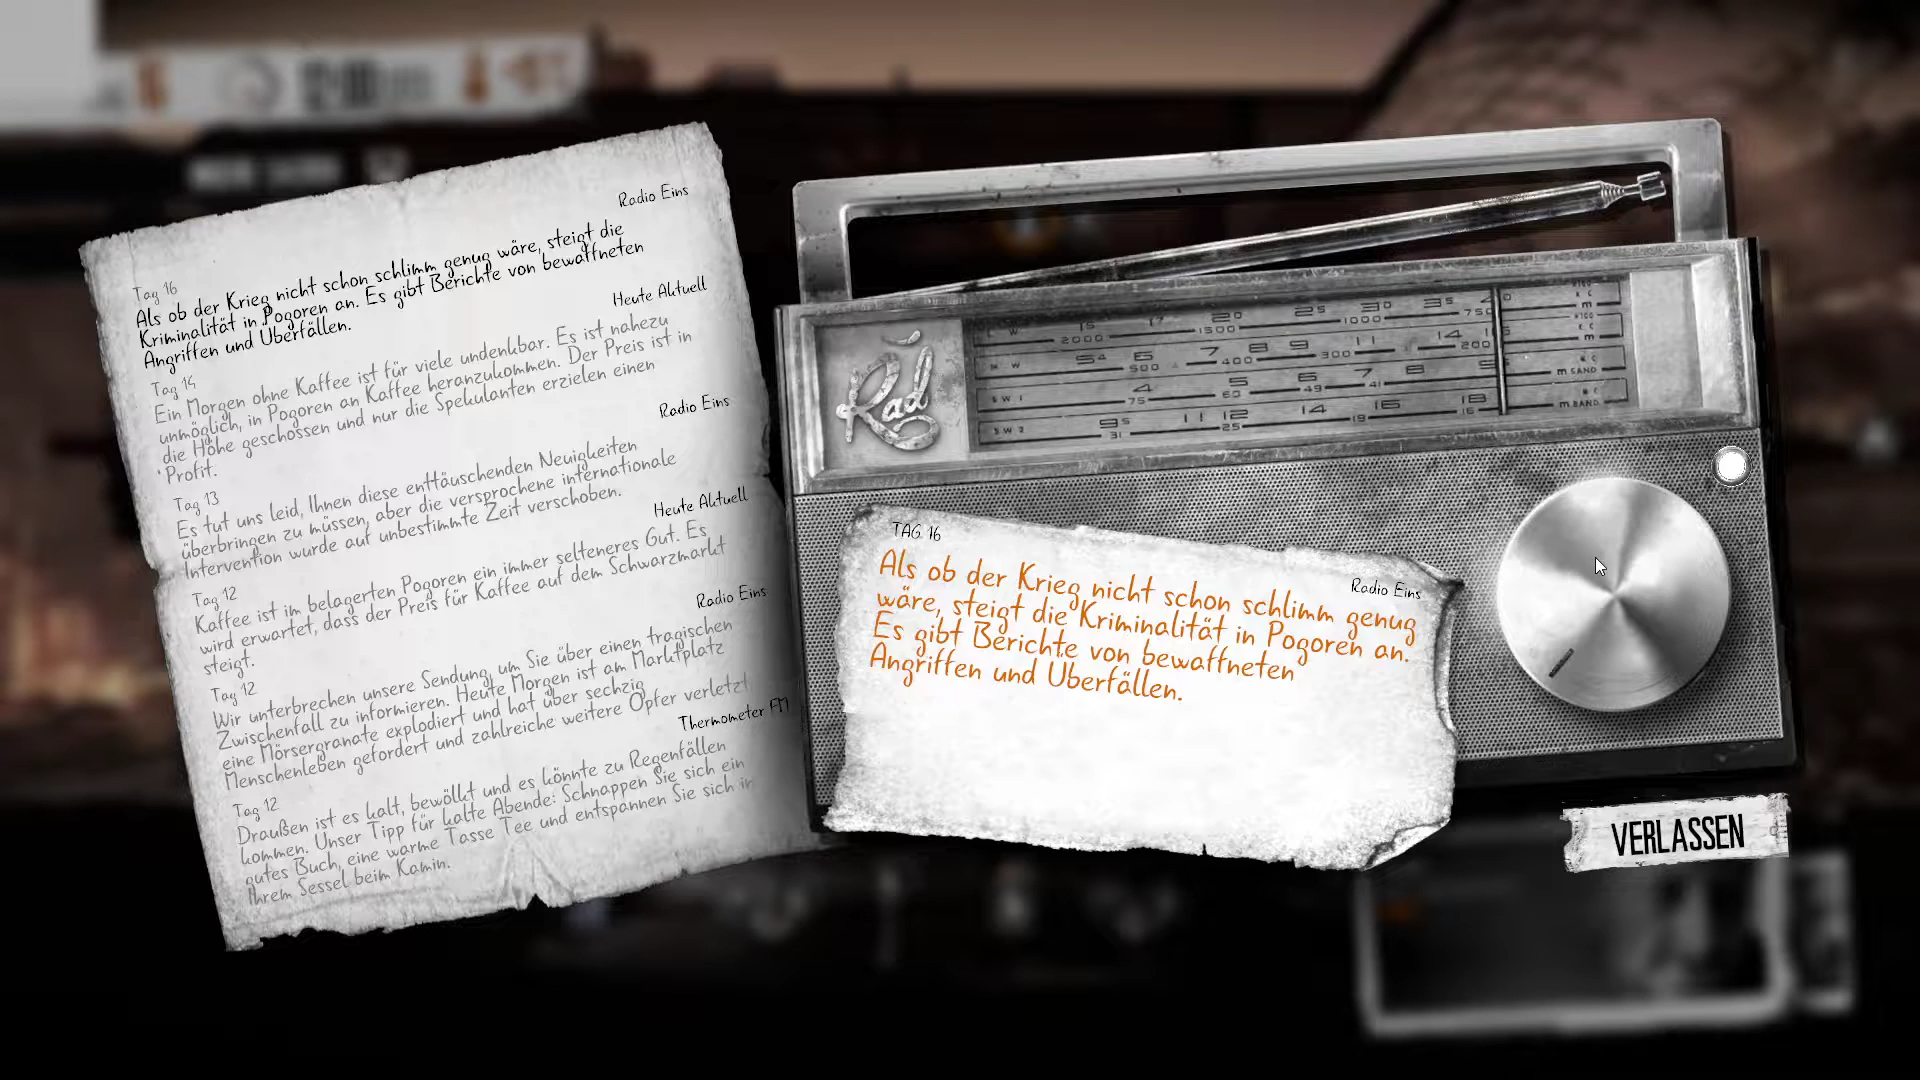 Radio Eins
Tag 16
Als ob der Krieg nicht schon schlimm genug wäre, steigt die
Kriminalität in Pogoren an. Es gibt Berichte von bewaffneten
Angriffen und Überfällen.
Heute Aktuell
Tag 14
Ein Morgen ohne Kaffee ist für viele undenkbar. Es ist nahezu
unmöglich, in Pogoren an Kaffee heranzukommen. Der Preis ist in
die Höhe geschossen und nur die Spekulanten erzielen einen
Profit.
Radio Eins
Tag 13
Es tut uns leid, Ihnen diese enttäuschenden Neuigkeiten
überbringen zu müssen, aber die versprochene internationale
Intervention wurde auf unbestimmte Zeit verschoben.
Heute Aktuell
Tag 12
Kaffee ist im belagerten Pogoren ein immer selteneres Gut. Es
wird erwartet, dass der Preis für Kaffee auf dem Schwarzmarkt
steigt.
Radio Eins
Tag 12
Wir unterbrechen unsere Sendung, um Sie über einen tragischen
Zwischenfall zu informieren. Heute Morgen ist am Marktplatz
eine Mörsergranate explodiert und hat über sechzig
Menschenleben gefordert und zahlreiche weitere Opfer verletzt
Thermometer FM
Tag 12
Draußen ist es kalt, bewölkt und es könnte zu Regenfällen
kommen. Unser Tipp für kalte Abende: Schnappen Sie sich ein
gutes Buch, eine warme Tasse Tee und entspannen Sie sich in
Ihrem Sessel beim Kamin.
Rad
TAG 16
Radio Eins
Als ob der Krieg nicht schon schlimm genug
wäre, steigt die Kriminalität in Pogoren an.
Es gibt Berichte von bewaffneten
Angriffen und Überfällen.
VERLASSEN